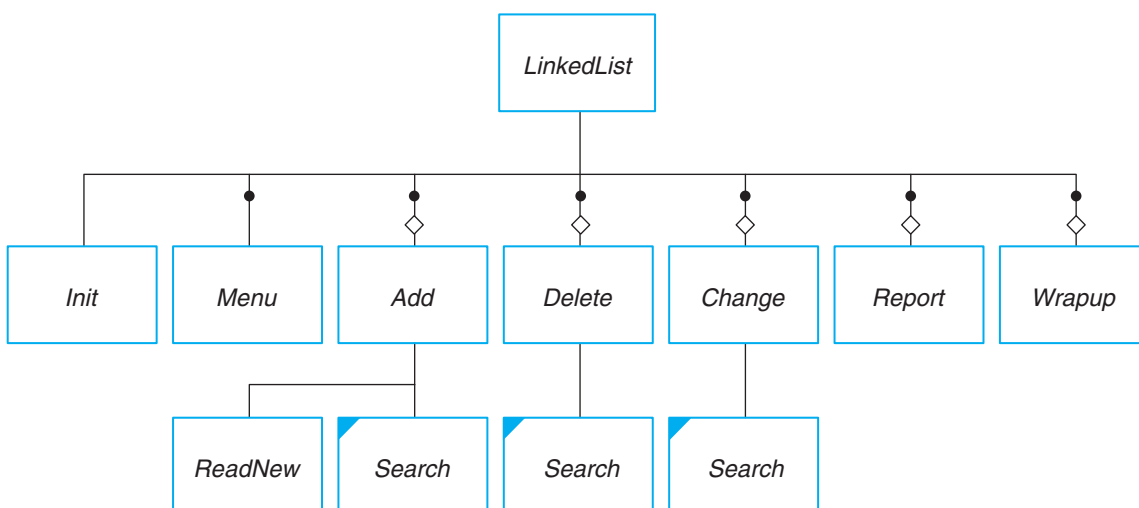 LinkedList
Init
Menu
Add
Delete
Change
Report
Wrapup
ReadNew
Search
Search
Search